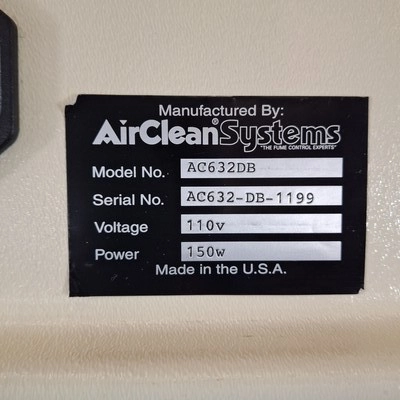 Manufactured By:
AirClean® Systems
"THE FUME CONTROL EXPERTS"
Model No. AC632DB
Serial No. AC632-DB-1199
Voltage 110v
Power 150w
Made in the U.S.A.